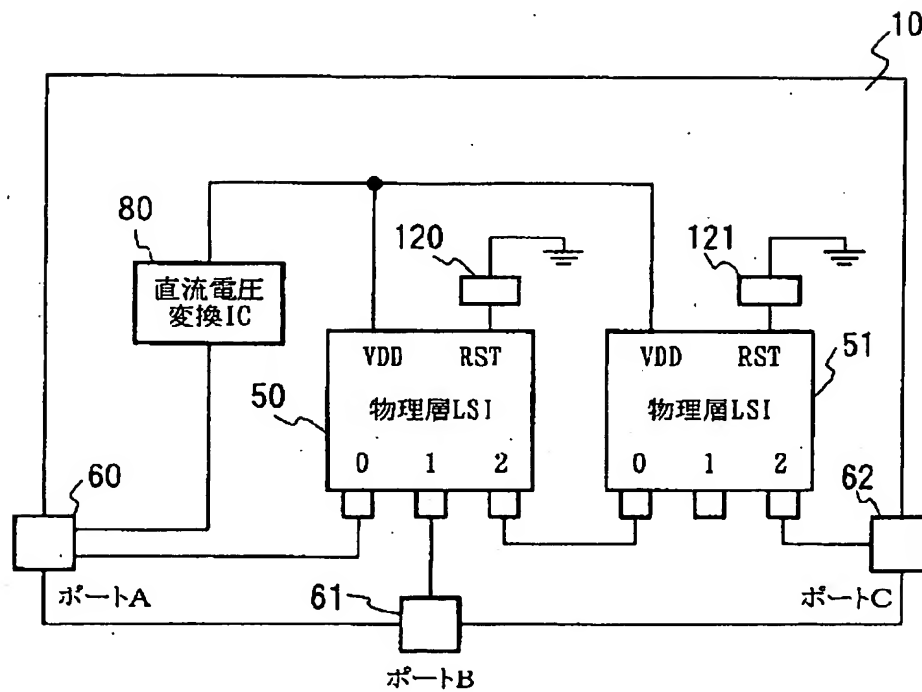 10
80
120
121
直流電圧
変換IC
VDD RST
VDD RST
50
51
物理層LSI
物理層LSI
0 1 2
0 1 2
60
62
ポートA
61
ポートC
ポートB